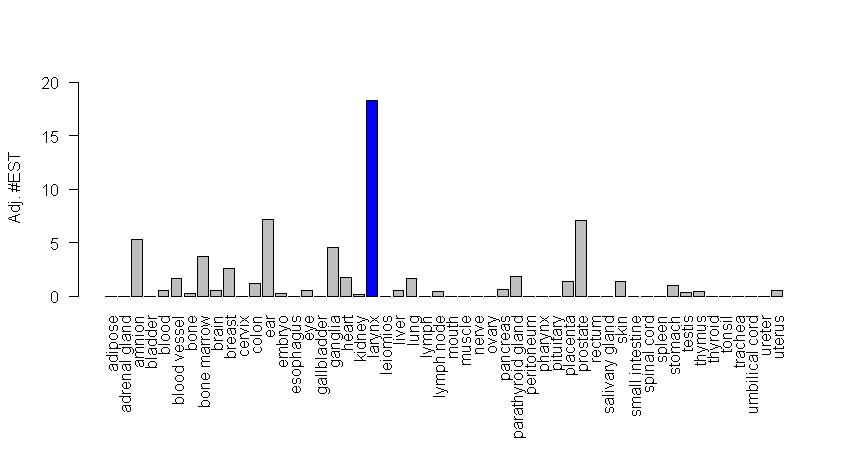 Adj. #EST
20
15
10
5
0
adipose
adrenal gland
amnion
bladder
blood
blood vessel
bone
bone marrow
brain
breast
cervix
colon
ear
embryo
esophagus
eye
gallbladder
ganglia
heart
kidney
larynx
leiomios
liver
lung
lymph
lymph node
mouth
muscle
nerve
ovary
pancreas
parathyroid gland
peritoneum
pharynx
pituitary
placenta
prostate
rectum
salivary gland
skin
small intestine
spinal cord
spleen
stomach
testis
thymus
thyroid
tonsil
trachea
umbilical cord
ureter
uterus